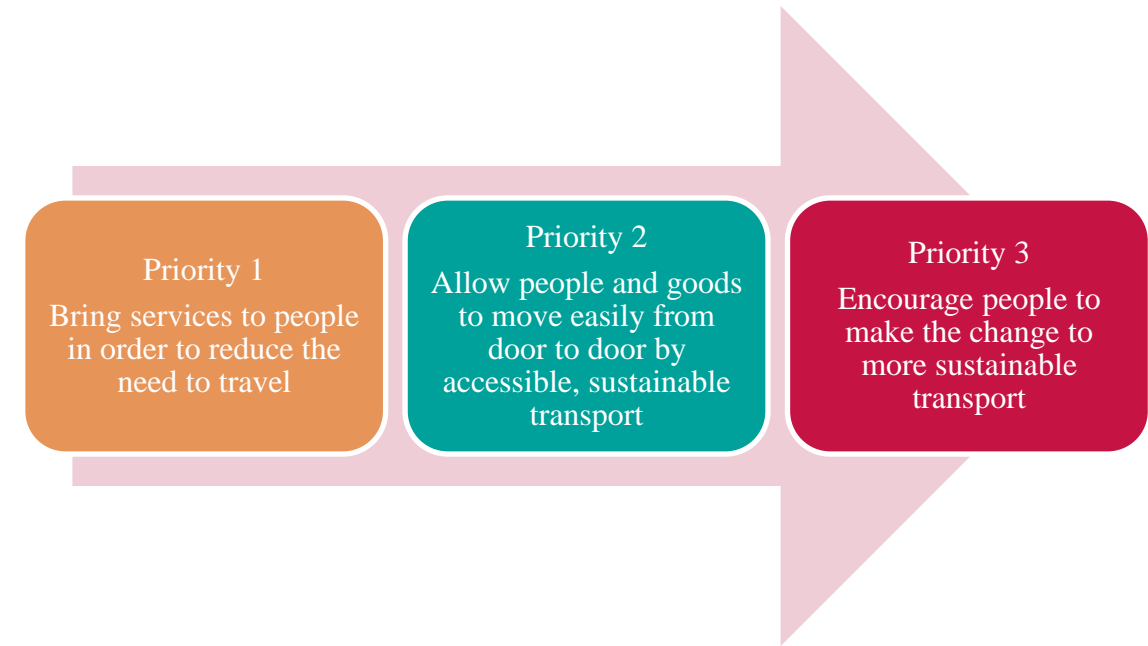 Priority 1
Bring services to people
in order to reduce the
need to travel
Priority 2
Allow people and goods
to move easily from
door to door by
accessible, sustainable
transport
Priority 3
Encourage people to
make the change to
more sustainable
transport